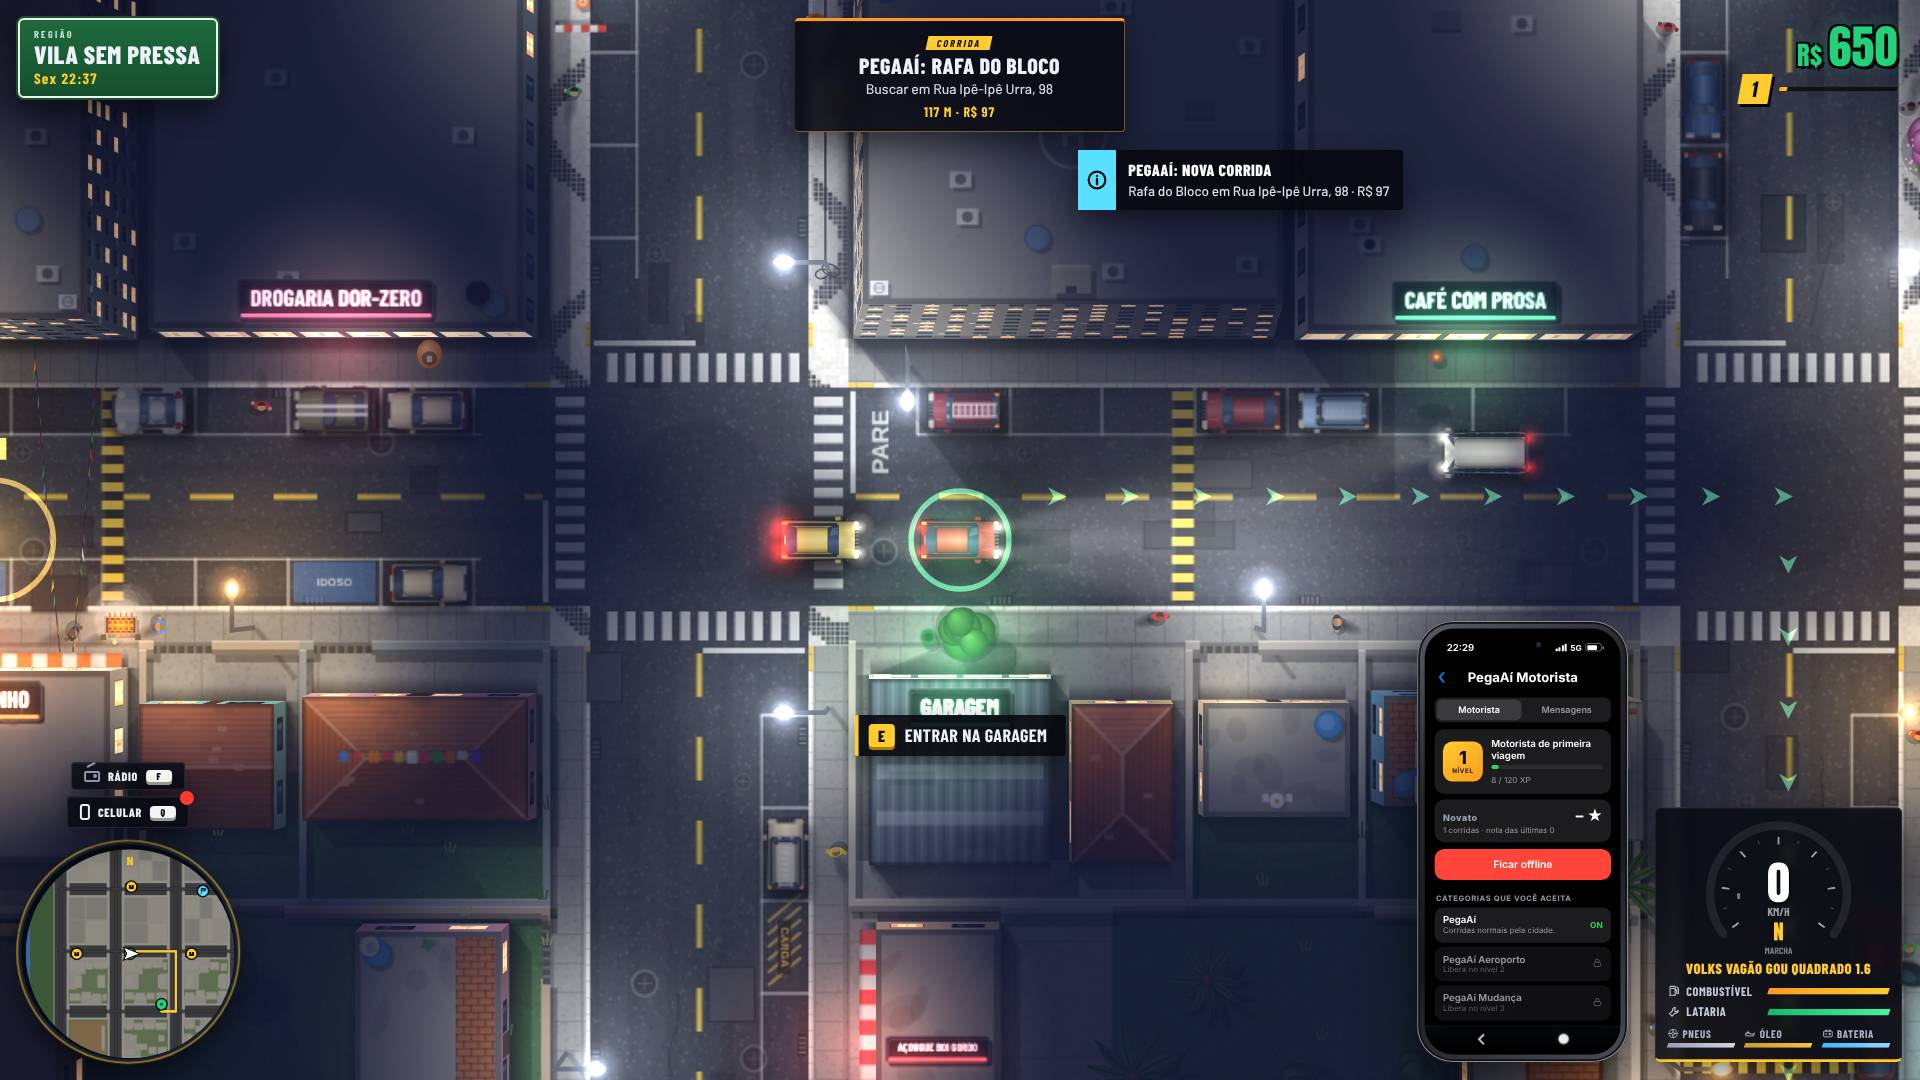 REGIÃO
VILA SEM PRESSA
Sex 22:37
CORRIDA
PEGAAÍ: RAFA DO BLOCO
Buscar em Rua Ipê-Ipê Urra, 98
117 M · R$ 97
R$ 650
1
PEGAAÍ: NOVA CORRIDA
Rafa do Bloco em Rua Ipê-Ipê Urra, 98 · R$ 97
DROGARIA DOR-ZERO
CAFÉ COM PROSA
PARE
IDOSO
NHO
GARAGEM
E ENTRAR NA GARAGEM
CARGA
AÇOUGUE BOI GORDO
RÁDIO F
CELULAR Q
N
22:29
5G
PegaAí Motorista
Motorista
Mensagens
1
NÍVEL
Motorista de primeira
viagem
8 / 120 XP
Novato
1 corridas · nota das últimas 0
Ficar offline
CATEGORIAS QUE VOCÊ ACEITA
PegaAí
Corridas normais pela cidade.
ON
PegaAí Aeroporto
Libera no nível 2
PegaAí Mudança
Libera no nível 3
0
KM/H
N
MARCHA
VOLKS VAGÃO GOU QUADRADO 1.6
COMBUSTÍVEL
LATARIA
PNEUS
ÓLEO
BATERIA